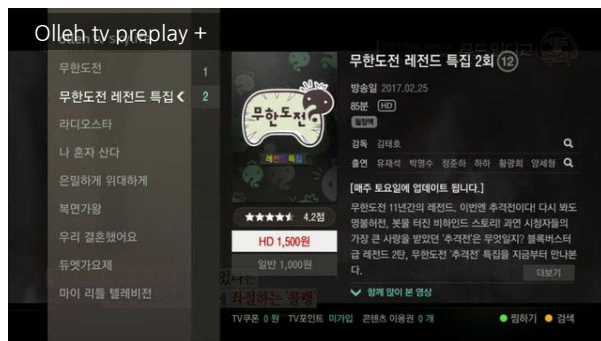 Olleh tv preplay +
무한도전
무한도전 레전드 특집
라디오스타
나 혼자 산다
은밀하게 위대하게
복면가왕
우리 결혼했어요
듀엣가요제
마이 리틀 텔레비전
1
2
무한도전
레전드 특집
4.2점
HD 1,500원
일반 1,000원
무한도전 레전드 특집 2회 12
방송일 2017.02.25
85분 HD
월정액
감독 김태호
출연 유재석 박명수 정준하 하하 황광희 양세형
[매주 토요일에 업데이트 됩니다.]
무한도전 11년간의 레전드. 이번엔 추격전이다! 다시 봐도
명불허전, 봇물 터진 비하인드 스토리! 과연 시청자들의
가장 큰 사랑을 받았던 '추격전'은 무엇일지? 블록버스터
급 레전드 2탄, 무한도전 '추격전' 특집을 지금부터 만나본
다.
더보기
함께 많이 본 영상
좌절하는 콤맹
TV쿠폰 0 원 TV포인트 미가입 콘텐츠 이용권 0 개
찜하기 검색